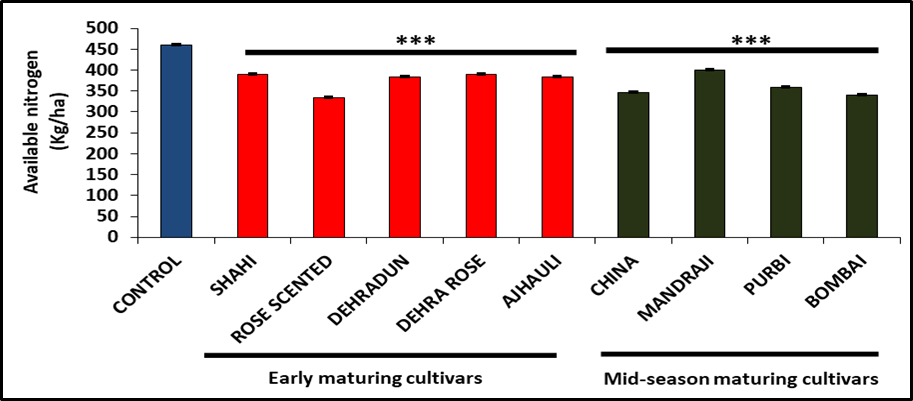 Available nitrogen
(Kg/ha)
500
450
400
350
300
250
200
150
100
50
0
***
***
CONTROL
SHAHI
ROSE SCENTED
DEHRADUN
DEHRA ROSE
AJHAULI
CHINA
MANDRAJI
PURBI
BOMBAI
Early maturing cultivars
Mid-season maturing cultivars